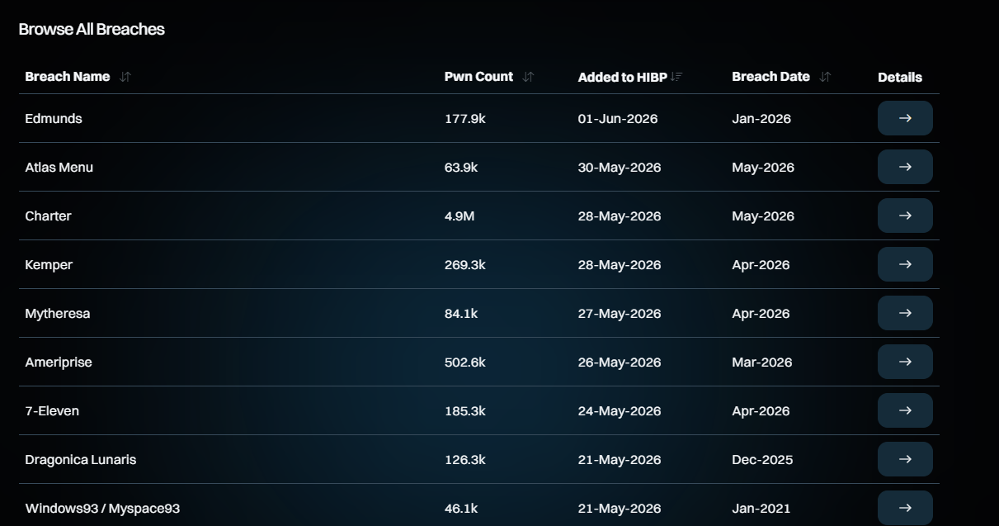 Browse All Breaches
Breach Name Pwn Count Added to HIBP Breach Date Details
Edmunds 177.9k 01-Jun-2026 Jan-2026
Atlas Menu 63.9k 30-May-2026 May-2026
Charter 4.9M 28-May-2026 May-2026
Kemper 269.3k 28-May-2026 Apr-2026
Mytheresa 84.1k 27-May-2026 Apr-2026
Ameriprise 502.6k 26-May-2026 Mar-2026
7-Eleven 185.3k 24-May-2026 Apr-2026
Dragonica Lunaris 126.3k 21-May-2026 Dec-2025
Windows93 / Myspace93 46.1k 21-May-2026 Jan-2021